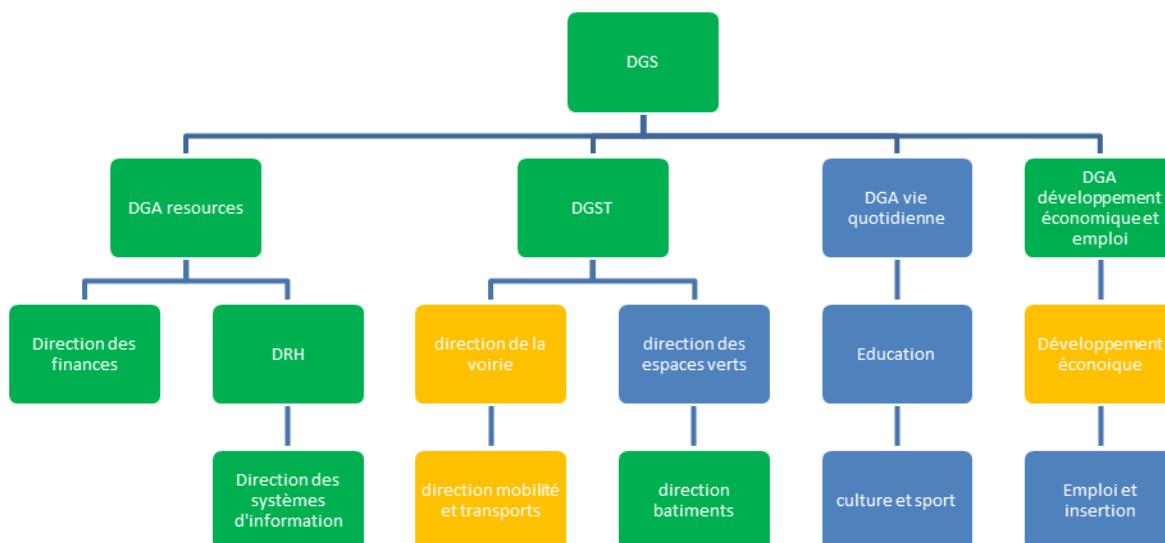 DGS
DGA resources
DGST
DGA vie
quotidienne
DGA
développement
économique et
emploi
Direction des
finances
DRH
direction de la
voirie
direction des
espaces verts
Education
Développement
éconoique
Direction des
systèmes
d'information
direction mobilité
et transports
direction
batiments
culture et sport
Emploi et
insertion